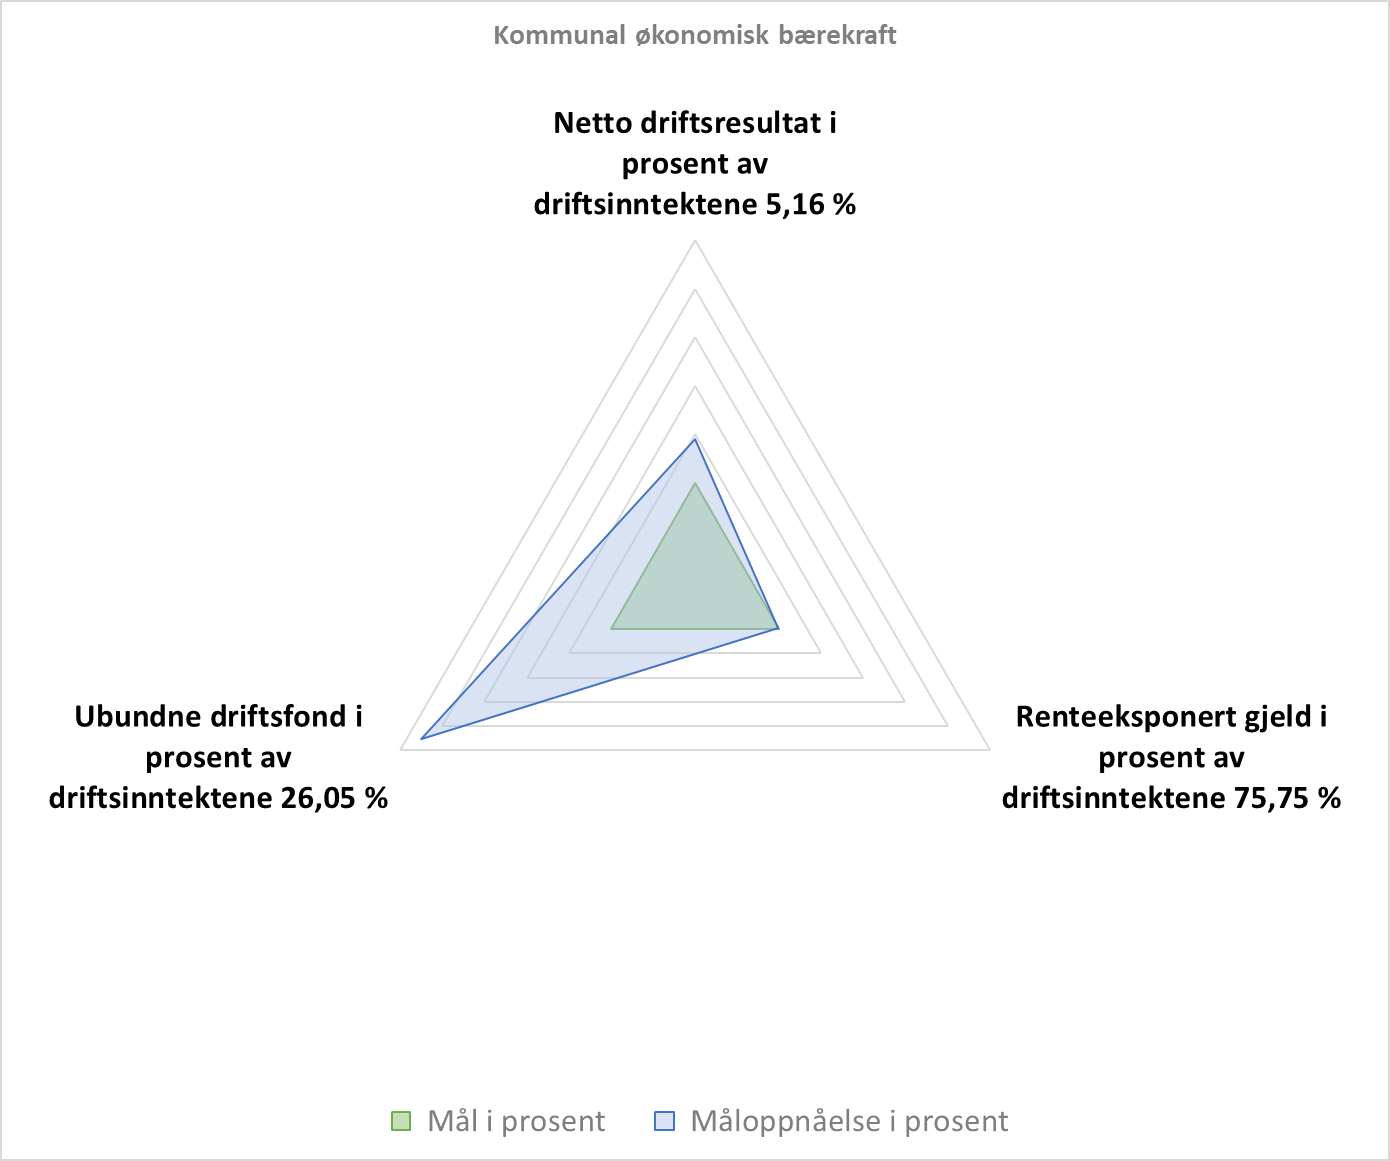 Kommunal økonomisk bærekraft
Netto driftsresultat i
prosent av
driftsinntektene 5,16 %
Ubundne driftsfond i
prosent av
driftsinntektene 26,05 %
Renteeksponert gjeld i
prosent av
driftsinntektene 75,75 %
Mål i prosent
Måloppnåelse i prosent